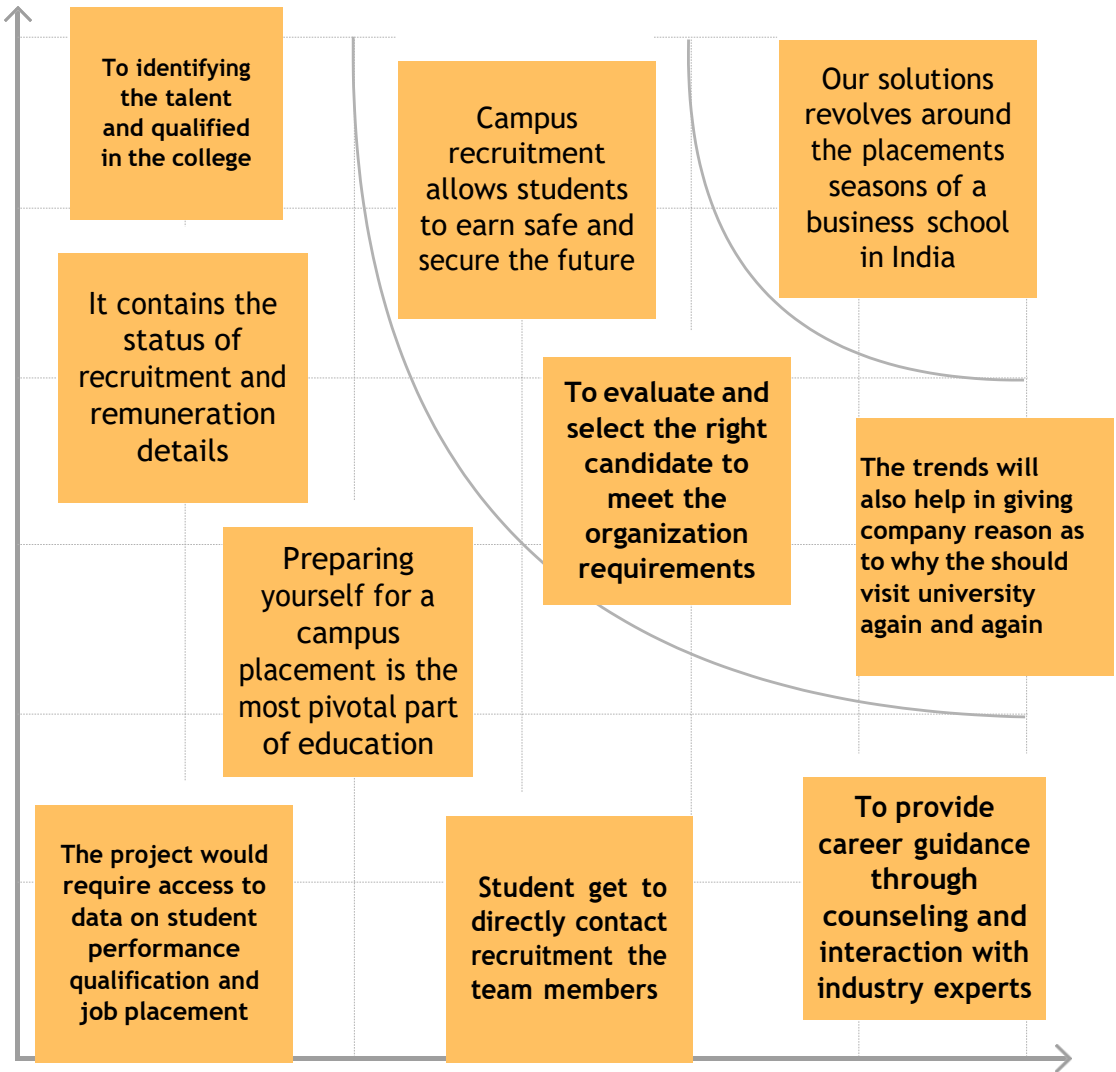 To identifying
the talent
and qualified
in the college
Campus
recruitment
allows students
to earn safe and
secure the future
Our solutions
revolves around
the placements
seasons of a
business school
in India
It contains the
status of
recruitment and
remuneration
details
To evaluate and
select the right
candidate to
meet the
organization
requirements
The trends will
also help in giving
company reason as
to why the should
visit university
again and again
Preparing
yourself for a
campus
placement is the
most pivotal part
of education
The project would
require access to
data on student
performance
qualification and
job placement
Student get to
directly contact
recruitment the
team members
To provide
career guidance
through
counseling and
interaction with
industry experts